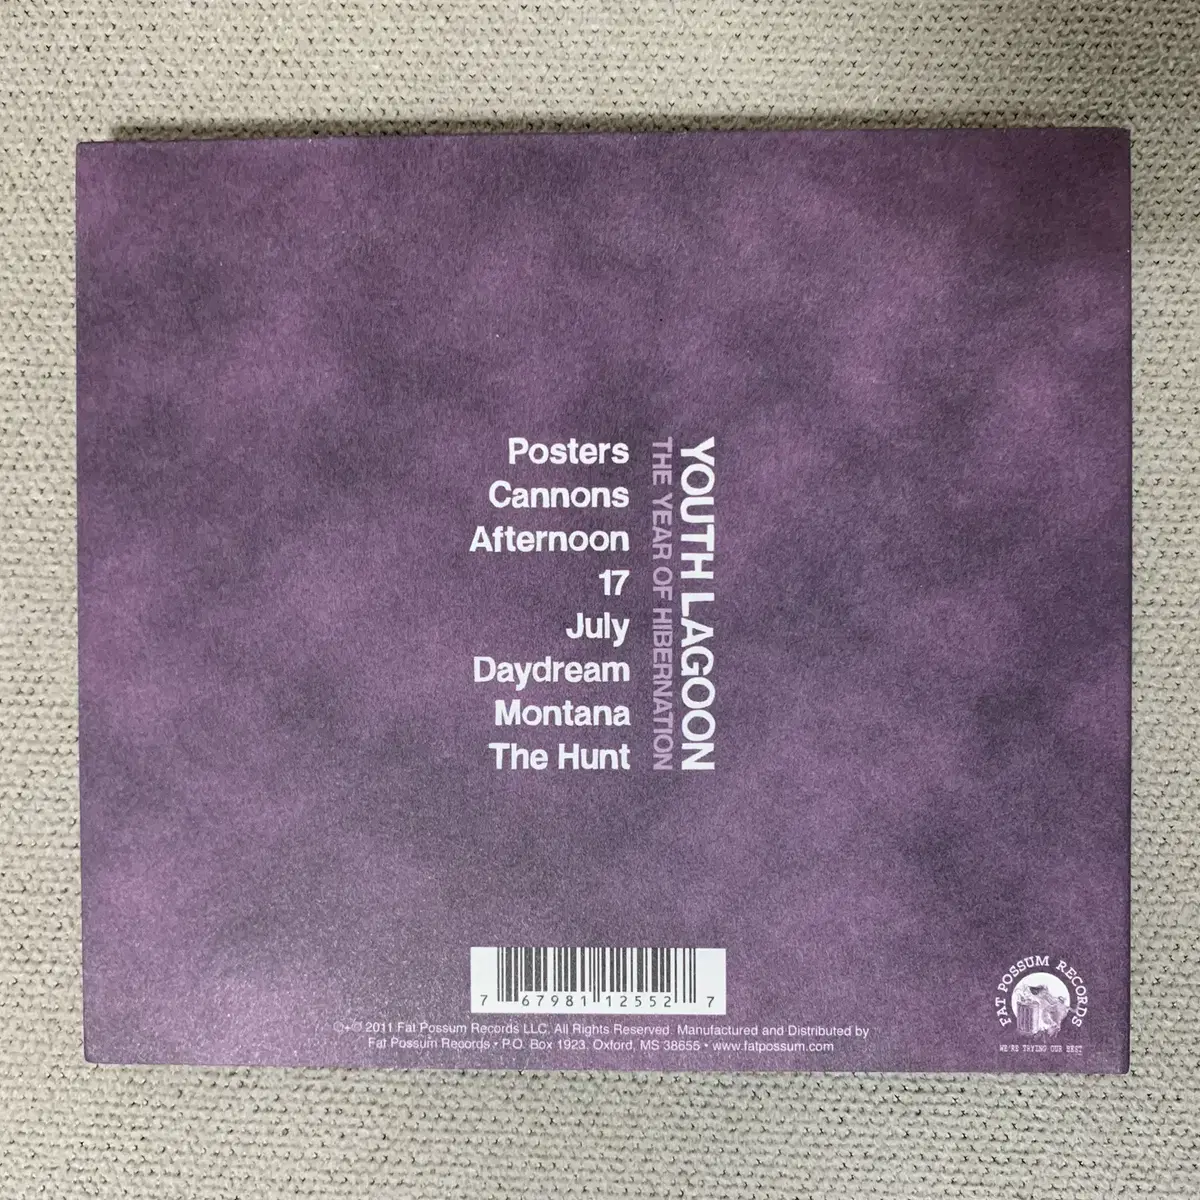 Posters
Cannons
Afternoon
17
July
Daydream
Montana
The Hunt
THE YEAR OF HIBERNATION
YOUTH LAGOON
7 67981 12552 7
℗+© 2011 Fat Possum Records LLC. All Rights Reserved. Manufactured and Distributed by
Fat Possum Records • P.O. Box 1923, Oxford, MS 38655 • www.fatpossum.com
FAT POSSUM RECORDS
WE'RE TRYING OUR BEST